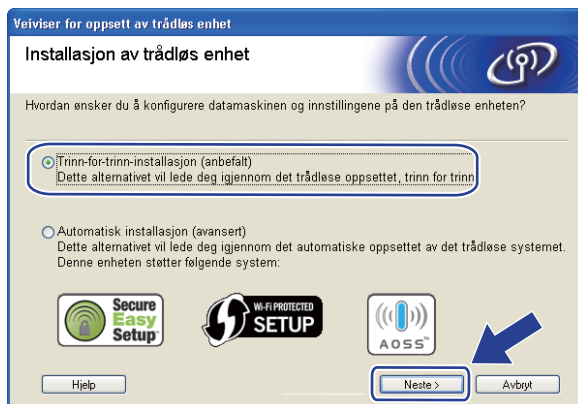 Veiviser for oppsett av trådløs enhet
Installasjon av trådløs enhet
Hvordan ønsker du å konfigurere datamaskinen og innstillingene på den trådløse enheten?
Trinn-for-trinn-installasjon (anbefalt)
Dette alternativet vil lede deg igjennom det trådløse oppsettet, trinn for trinn
Automatisk installasjon (avansert)
Dette alternativet vil lede deg igjennom det automatiske oppsettet av det trådløse systemet.
Denne enheten støtter følgende system:
Secure
Easy
Setup™
Wi-Fi PROTECTED
SETUP
AOSS™
Hjelp
Neste >
Avbryt